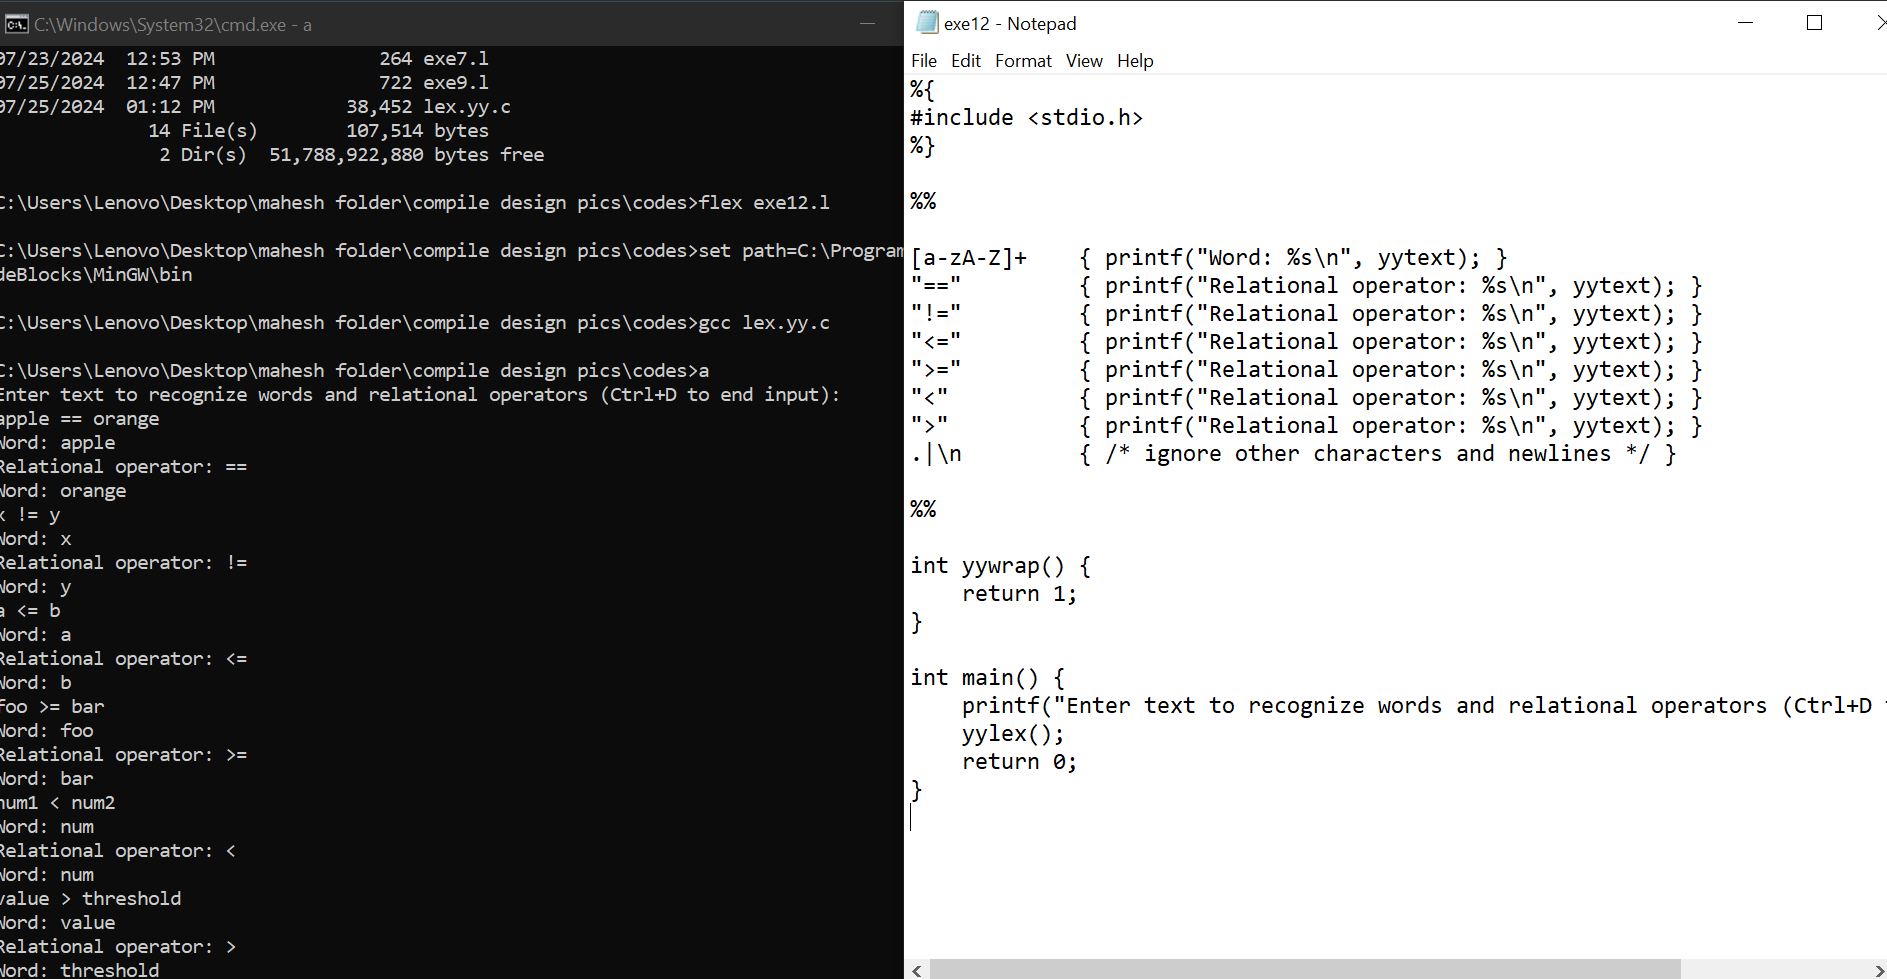 C:\Windows\System32\cmd.exe - a
07/23/2024  12:53 PM               264 exe7.l
07/25/2024  12:47 PM               722 exe9.l
07/25/2024  01:12 PM            38,452 lex.yy.c
14 File(s)        107,514 bytes
2 Dir(s)  51,788,922,880 bytes free
C:\Users\Lenovo\Desktop\mahesh folder\compile design pics\codes>flex exe12.l
C:\Users\Lenovo\Desktop\mahesh folder\compile design pics\codes>set path=C:\Program
deBlocks\MinGW\bin
C:\Users\Lenovo\Desktop\mahesh folder\compile design pics\codes>gcc lex.yy.c
C:\Users\Lenovo\Desktop\mahesh folder\compile design pics\codes>a
Enter text to recognize words and relational operators (Ctrl+D to end input):
apple == orange
Word: apple
Relational operator: ==
Word: orange
x != y
Word: x
Relational operator: !=
Word: y
a <= b
Word: a
Relational operator: <=
Word: b
foo >= bar
Word: foo
Relational operator: >=
Word: bar
num1 < num2
Word: num
Relational operator: <
Word: num
value > threshold
Word: value
Relational operator: >
Word: threshold
exe12 - Notepad
File Edit Format View Help
%{
#include <stdio.h>
%}
%%
[a-zA-Z]+    { printf("Word: %s\n", yytext); }
"=="         { printf("Relational operator: %s\n", yytext); }
"!="         { printf("Relational operator: %s\n", yytext); }
"<="         { printf("Relational operator: %s\n", yytext); }
">="         { printf("Relational operator: %s\n", yytext); }
"<"          { printf("Relational operator: %s\n", yytext); }
">"          { printf("Relational operator: %s\n", yytext); }
.|\n         { /* ignore other characters and newlines */ }
%%
int yywrap() {
    return 1;
}
int main() {
    printf("Enter text to recognize words and relational operators (Ctrl+D
    yylex();
    return 0;
}